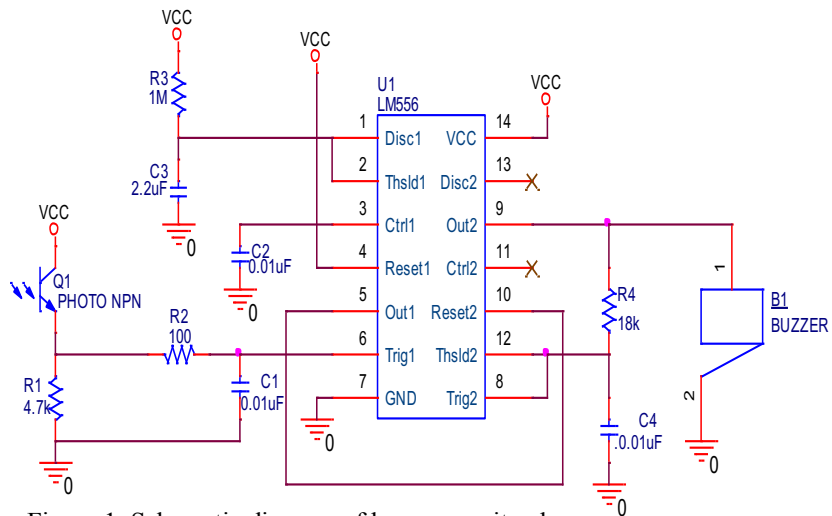 VCC
VCC
VCC
VCC
R3
1M
C3
2.2uF
0
U1
LM556
1
Disc1
VCC
14
2
Thsld1
Disc2
13
3
Ctrl1
Out2
9
4
Reset1
Ctrl2
11
5
Out1
Reset2
10
6
Trig1
Thsld2
12
7
GND
Trig2
8
C2
0.01uF
0
Q1
PHOTO NPN
R2
100
R1
4.7k
C1
0.01uF
0
0
R4
18k
C4
.0.01uF
0
1
B1
BUZZER
2
0